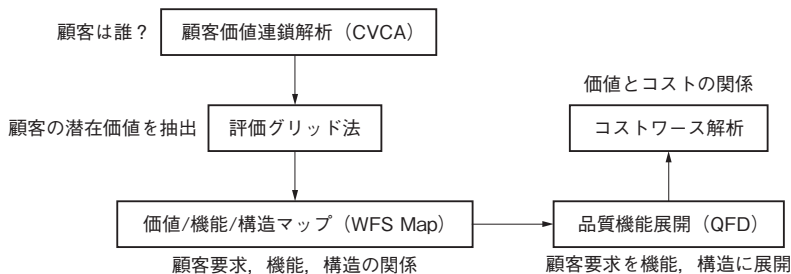 顧客は誰？
顧客価値連鎖解析（CVCA）
価値とコストの関係
顧客の潜在価値を抽出
評価グリッド法
コストワース解析
価値/機能/構造マップ（WFS Map）
品質機能展開（QFD）
顧客要求，機能，構造の関係
顧客要求を機能，構造に展開